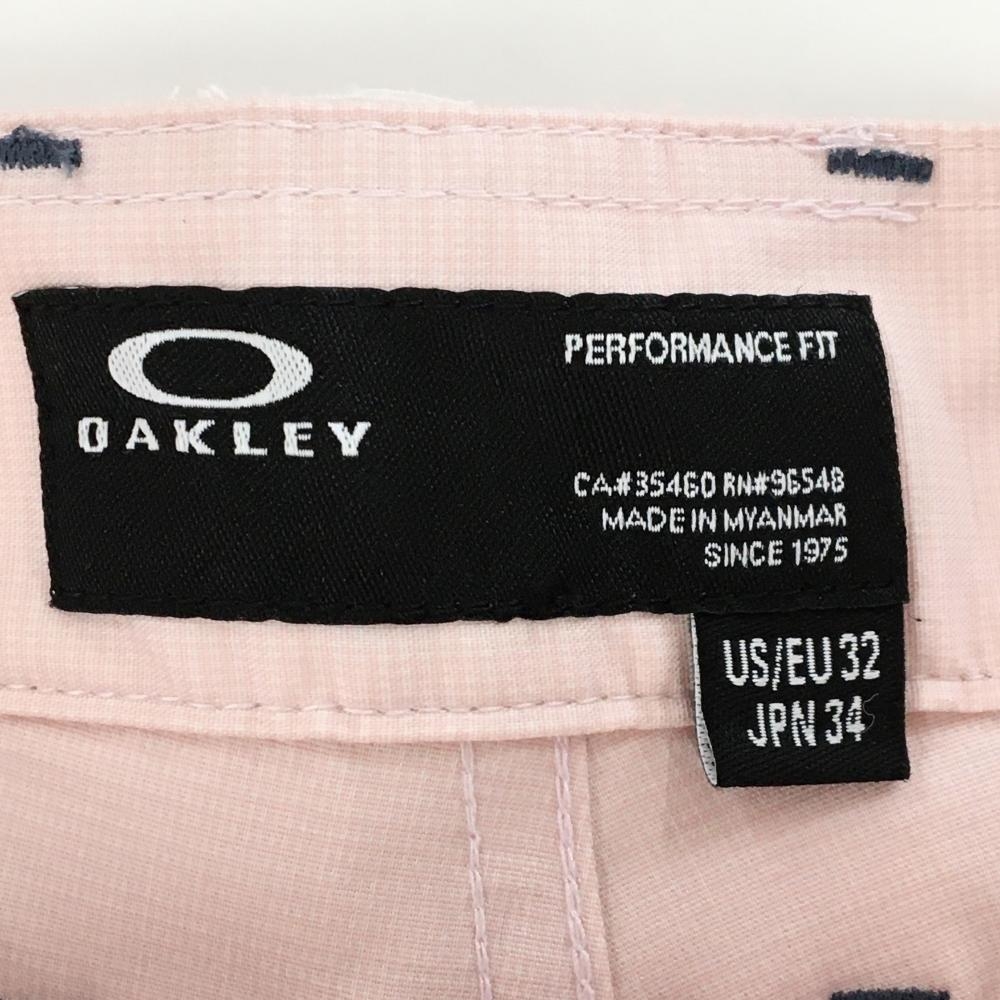 OAKLEY
PERFORMANCE FIT
CA#35460 RN#96548
MADE IN MYANMAR
SINCE 1975
US/EU 32
JPN 34